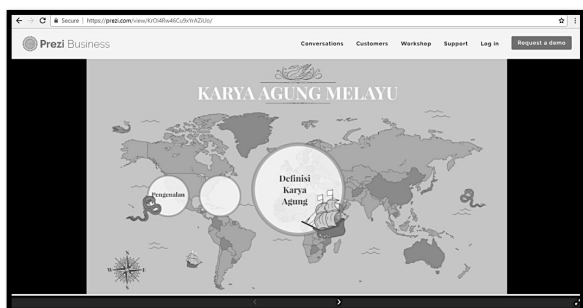 Secure | https://prezi.com/view/KrOl4Rw46Cu9xYrAZiUo/
Prezi Business
Conversations Customers Workshop Support Log in Request a demo
KARYA AGUNG MELAYU
Pengenalan
Definisi
Karya
Agung
N
W E
S